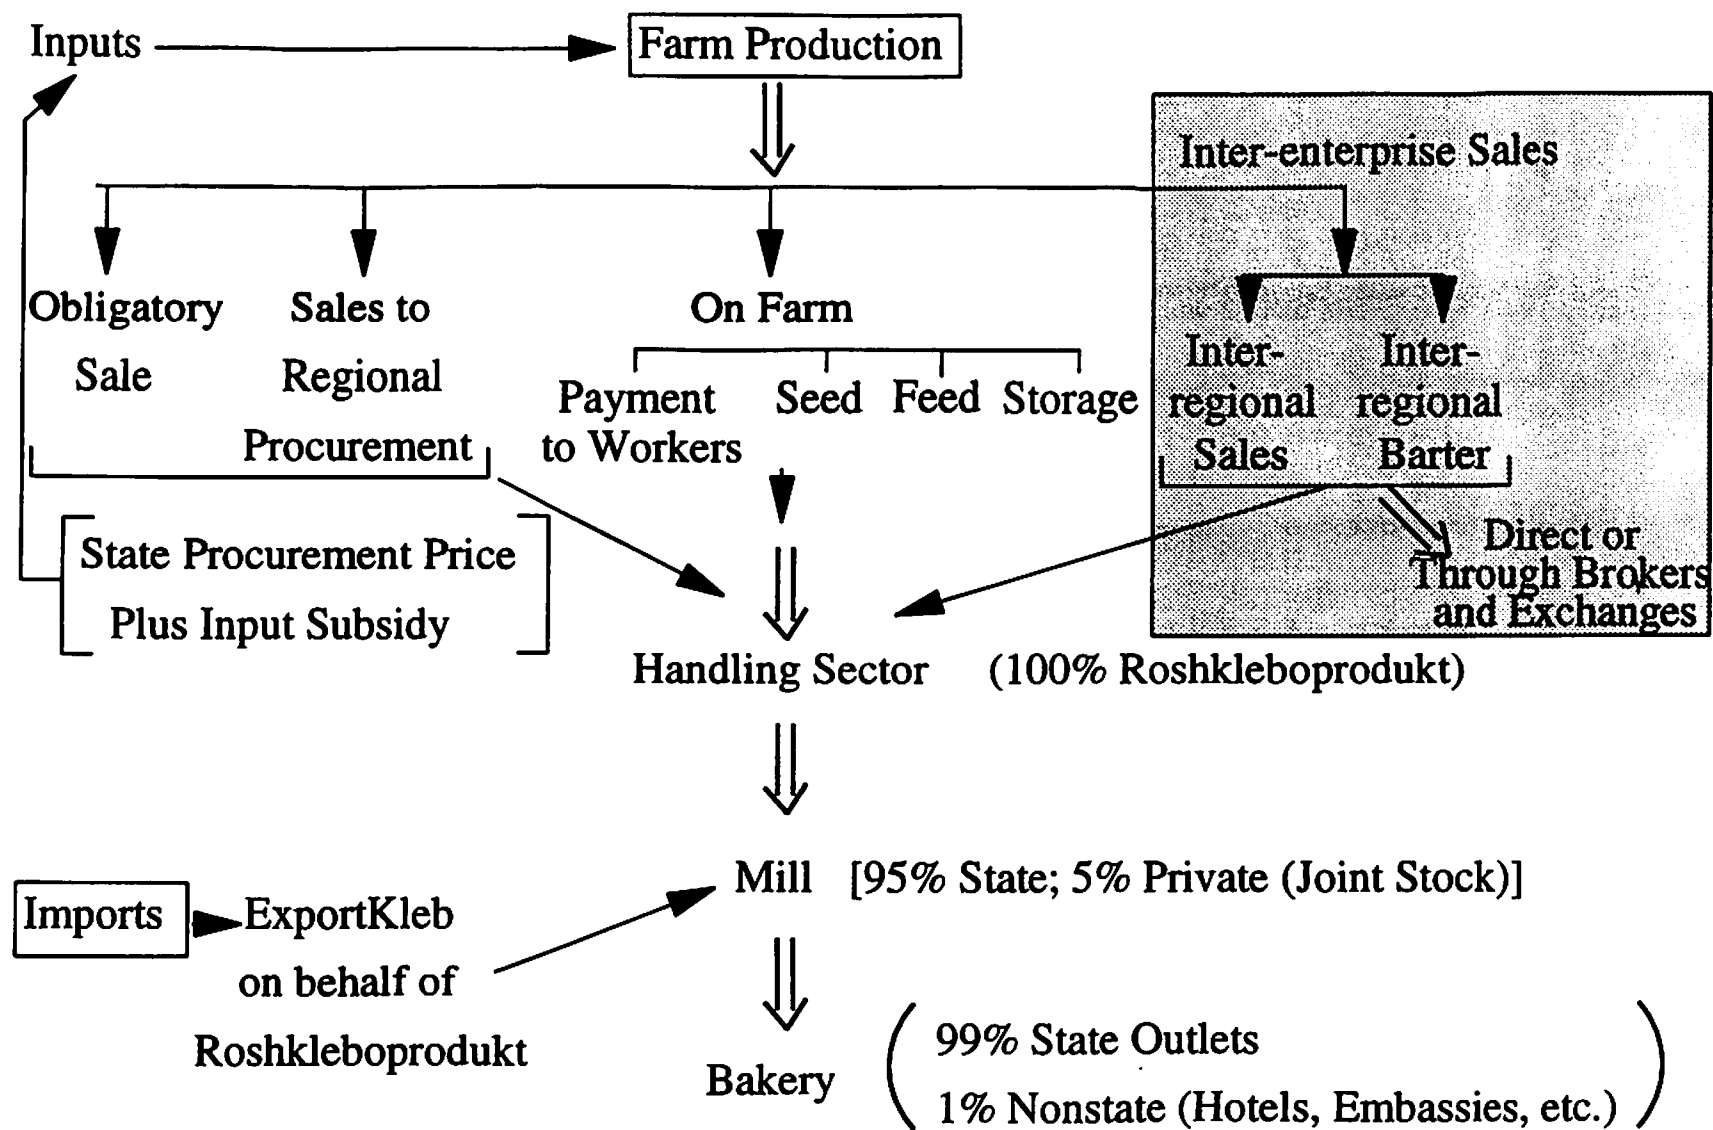 Inputs
Farm Production
Inter-enterprise Sales
Obligatory
Sale
Sales to
Regional
Procurement
On Farm
Payment
to Workers
Seed
Feed
Storage
Inter-
regional
Sales
Inter-
regional
Barter
Direct or
Through Brokers
and Exchanges
State Procurement Price
Plus Input Subsidy
Handling Sector (100% Roshkleboprodukt)
Mill [95% State; 5% Private (Joint Stock)]
Imports
ExportKleb
on behalf of
Roshkleboprodukt
Bakery
99% State Outlets
1% Nonstate (Hotels, Embassies, etc.)